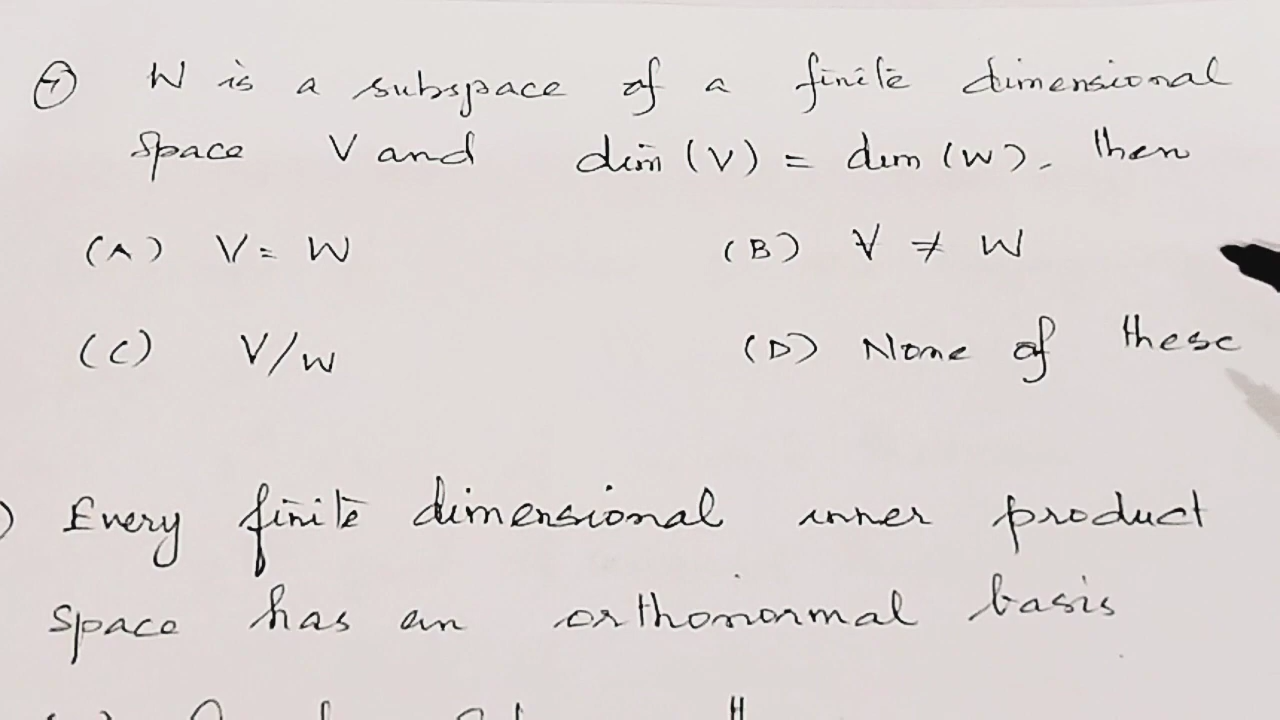 ⑦ W is a subspace of a finite dimensional
space V and dim (V) = dim (W), then
(A) V = W (B) V ≠ W
(C) V/W (D) None of these
) Every finite dimensional inner product
space has an orthonormal basis